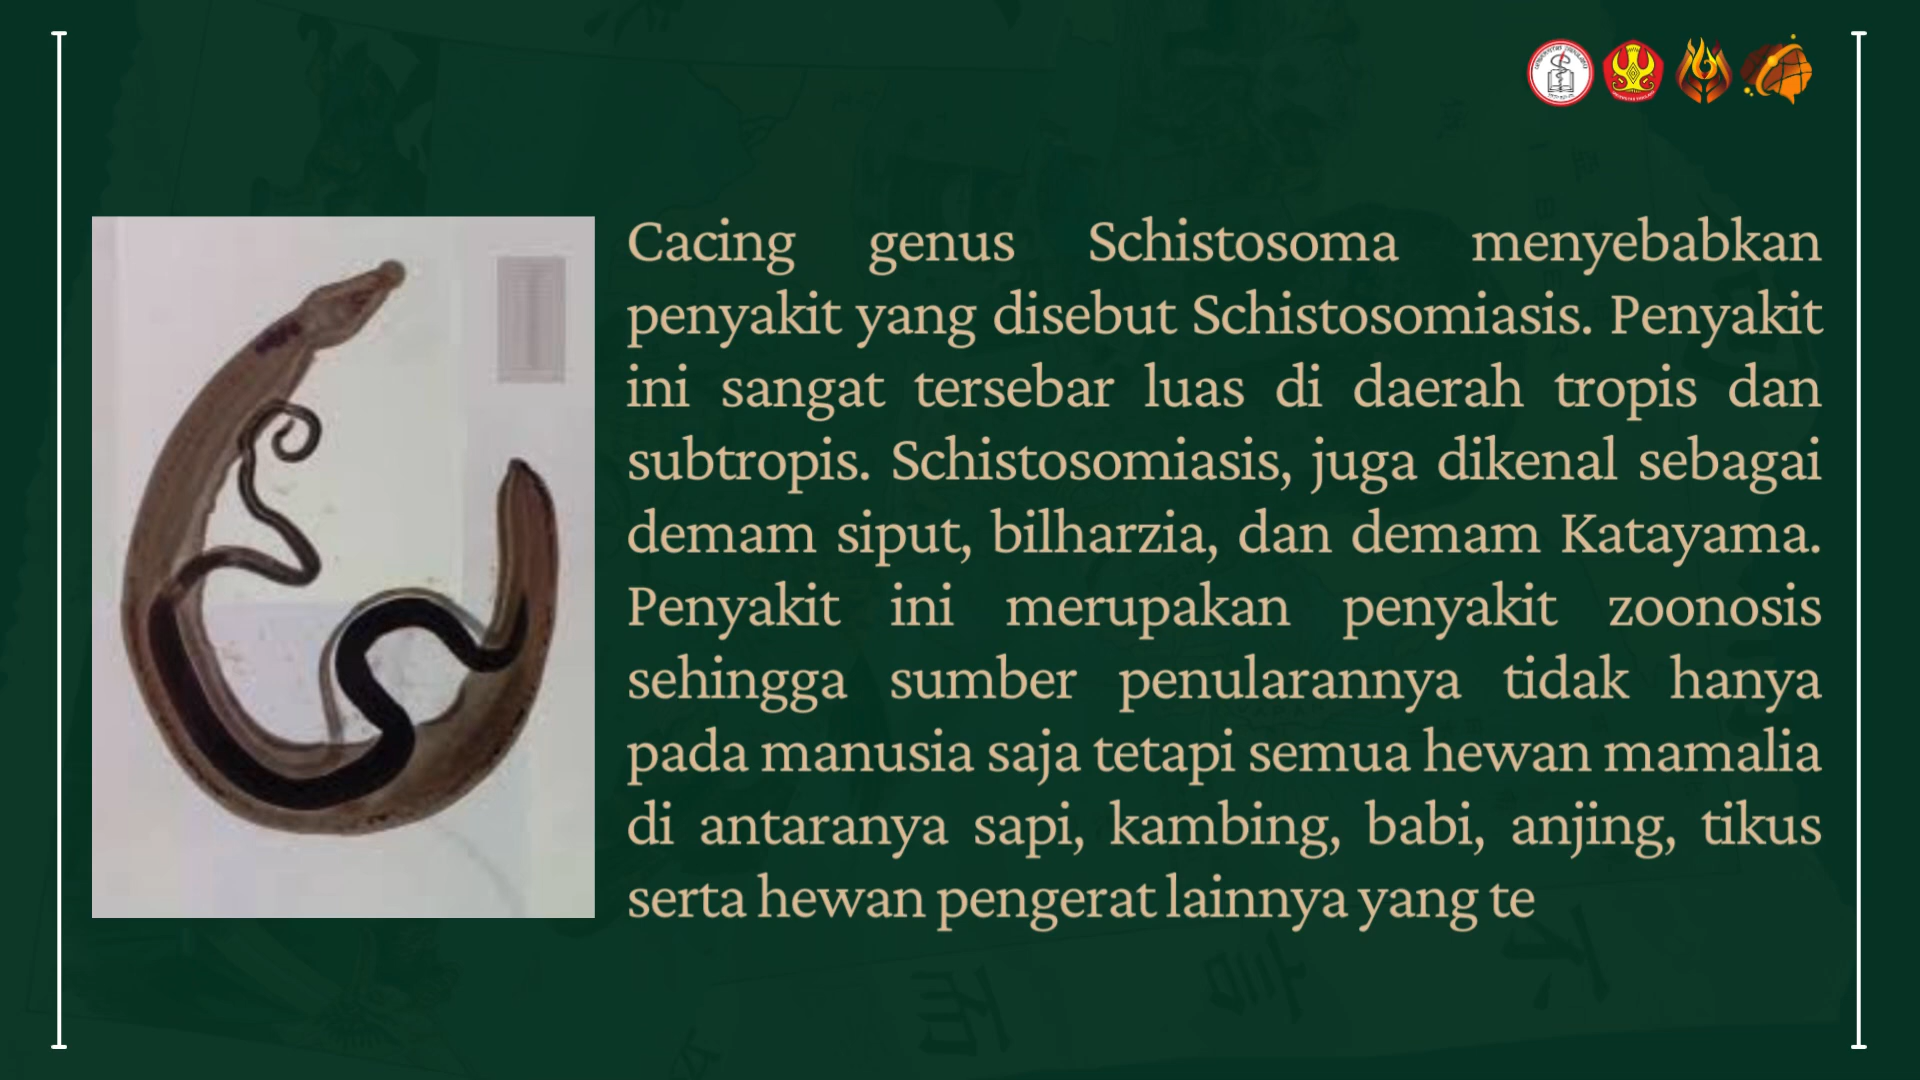 Cacing genus Schistosoma menyebabkan
penyakit yang disebut Schistosomiasis. Penyakit
ini sangat tersebar luas di daerah tropis dan
subtropis. Schistosomiasis, juga dikenal sebagai
demam siput, bilharzia, dan demam Katayama.
Penyakit ini merupakan penyakit zoonosis
sehingga sumber penularannya tidak hanya
pada manusia saja tetapi semua hewan mamalia
di antaranya sapi, kambing, babi, anjing, tikus
serta hewan pengerat lainnya yang te